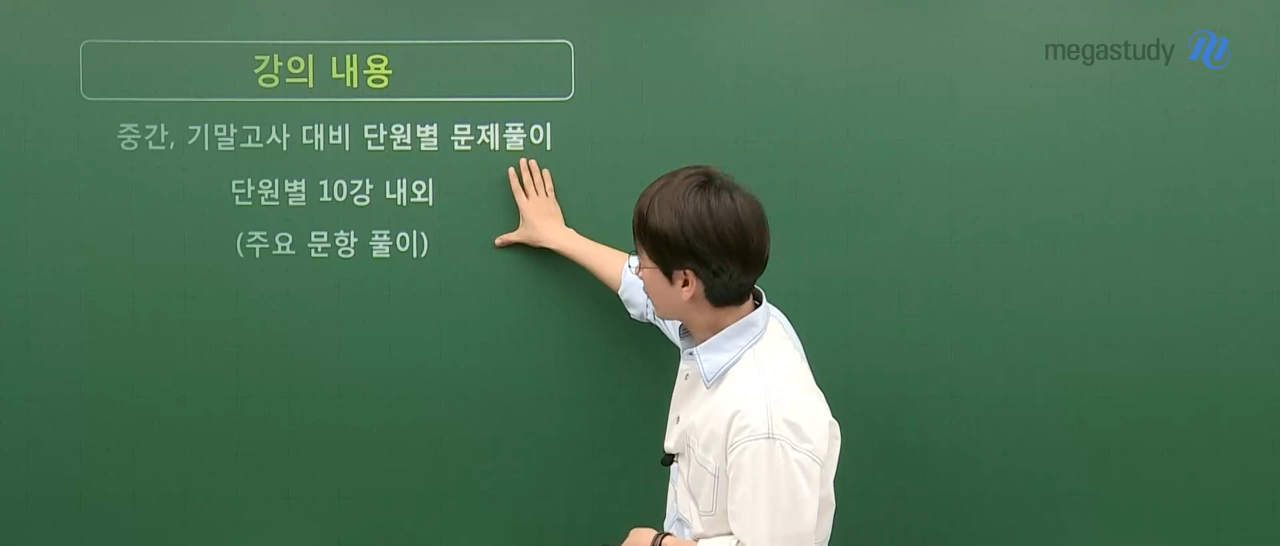 megastudy
강의 내용
중간, 기말고사 대비 단원별 문제풀이
단원별 10강 내외
(주요 문항 풀이)